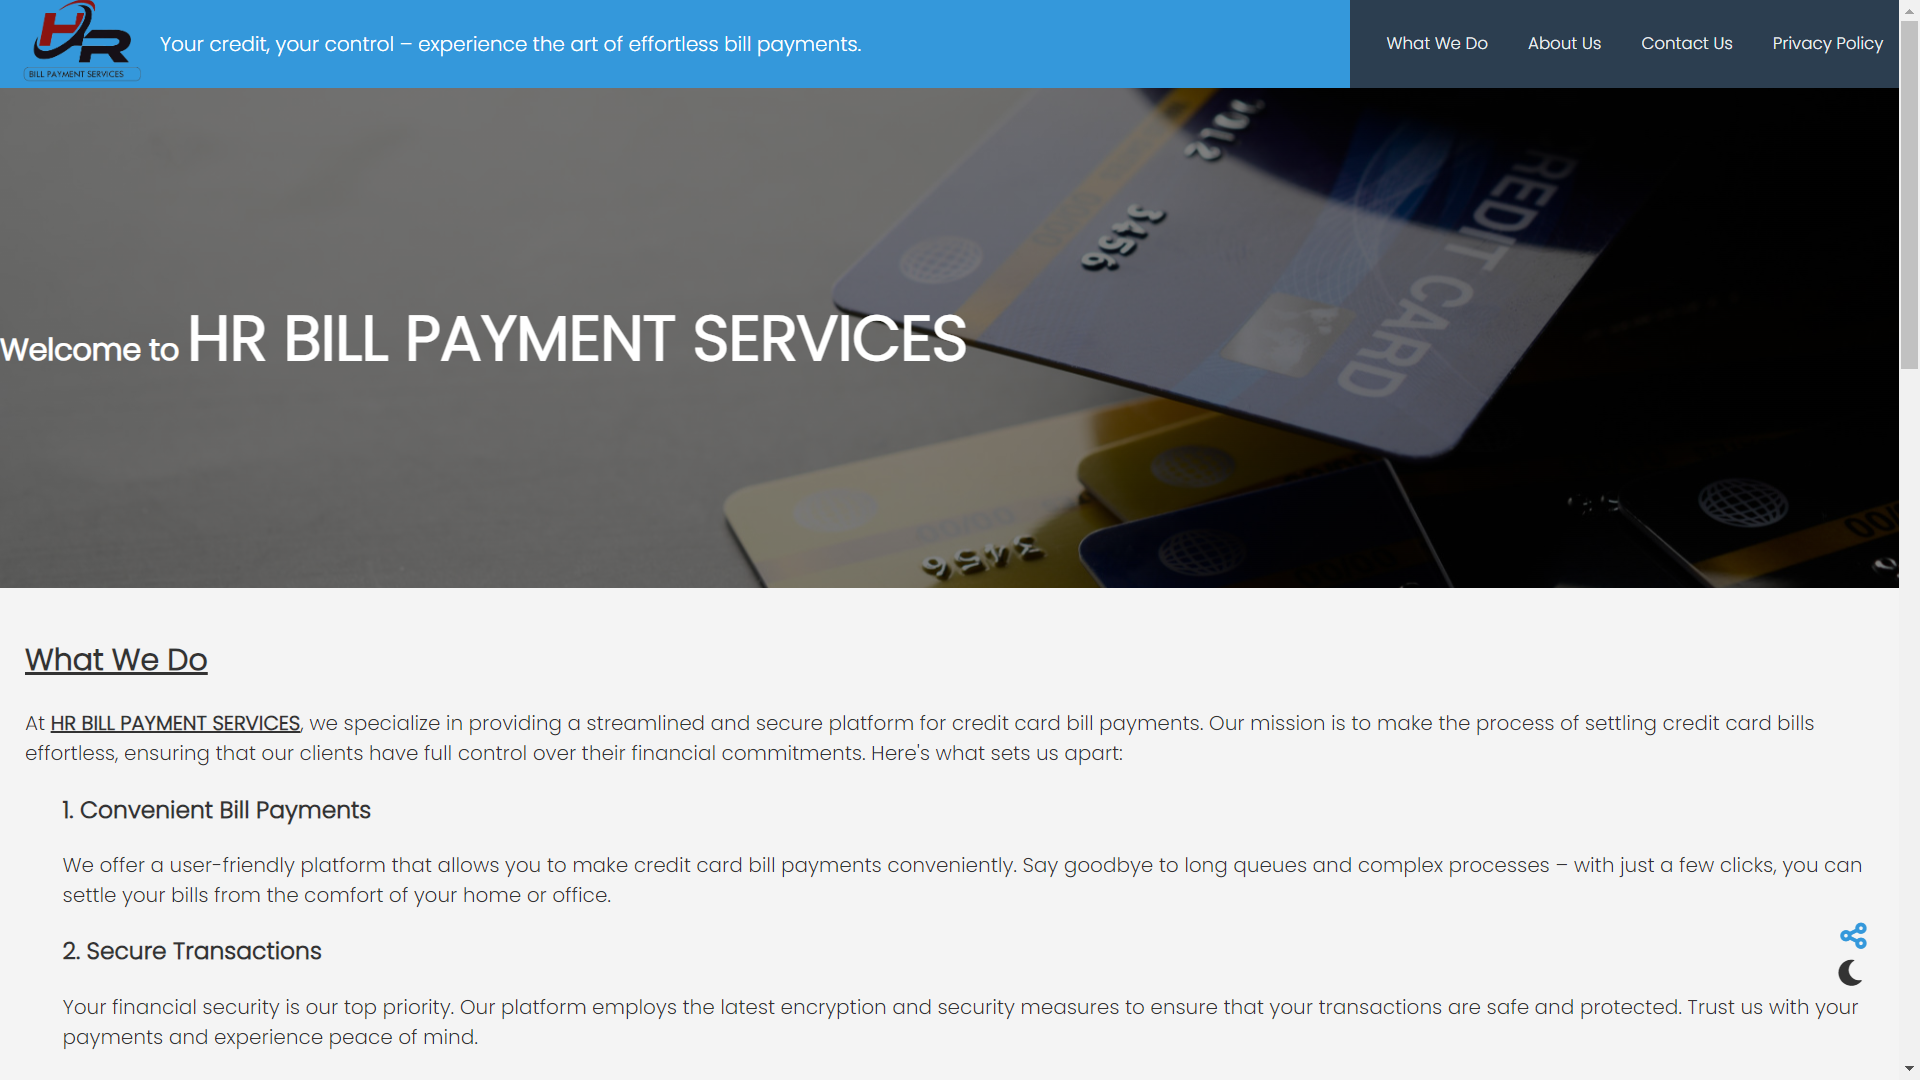 HR
BILL PAYMENT SERVICES
Your credit, your control – experience the art of effortless bill payments.
What We Do
About Us
Contact Us
Privacy Policy
Welcome to HR BILL PAYMENT SERVICES
3456
REDIT CARD
00/00
3456
00/00
What We Do
At HR BILL PAYMENT SERVICES, we specialize in providing a streamlined and secure platform for credit card bill payments. Our mission is to make the process of settling credit card bills
effortless, ensuring that our clients have full control over their financial commitments. Here's what sets us apart:
1. Convenient Bill Payments
We offer a user-friendly platform that allows you to make credit card bill payments conveniently. Say goodbye to long queues and complex processes – with just a few clicks, you can
settle your bills from the comfort of your home or office.
2. Secure Transactions
Your financial security is our top priority. Our platform employs the latest encryption and security measures to ensure that your transactions are safe and protected. Trust us with your
payments and experience peace of mind.